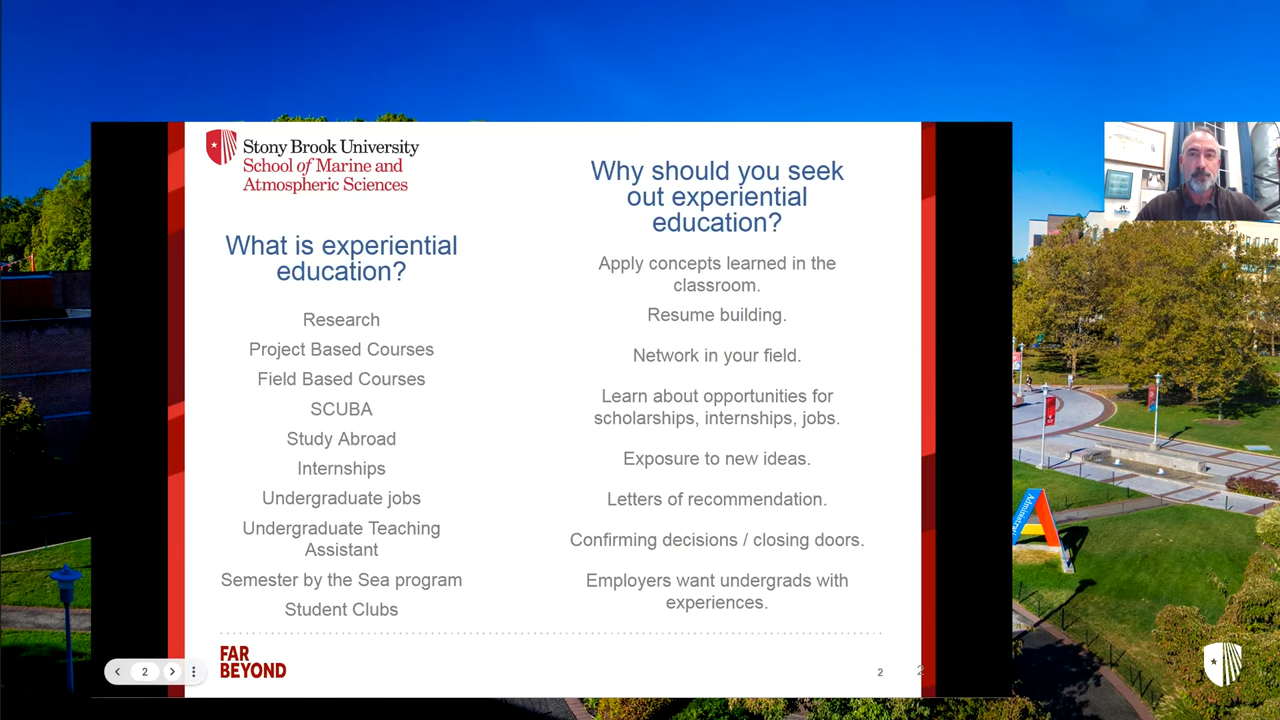 Stony Brook University
School of Marine and
Atmospheric Sciences
What is experiential
education?
Research
Project Based Courses
Field Based Courses
SCUBA
Study Abroad
Internships
Undergraduate jobs
Undergraduate Teaching
Assistant
Semester by the Sea program
Student Clubs
Why should you seek
out experiential
education?
Apply concepts learned in the
classroom.
Resume building.
Network in your field.
Learn about opportunities for
scholarships, internships, jobs.
Exposure to new ideas.
Letters of recommendation.
Confirming decisions / closing doors.
Employers want undergrads with
experiences.
FAR
BEYOND
2
2
2